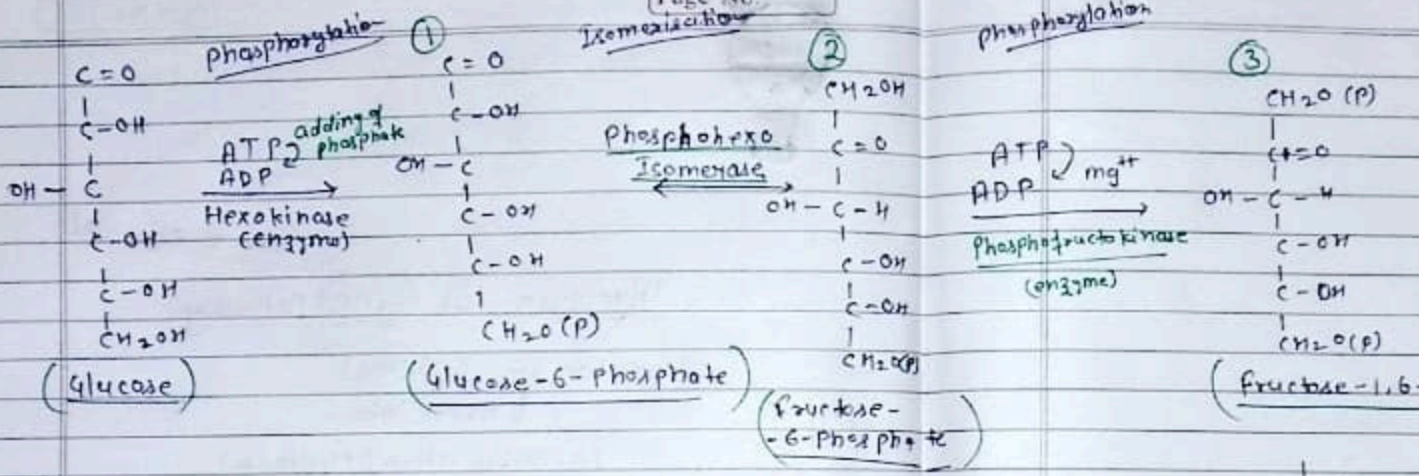 Phosphorylation
C = O
C - OH
OH - C
C - OH
C - OH
CH2OH
(Glucase)
ATP
ADP
adding of
phosphate
Hexokinase
(enzyme)
①
C = O
C - OH
OH - C
C - OH
C - OH
CH2O (P)
(Glucose-6-phosphate)
Isomerisation
Phosphohexo
Isomerase
②
CH2OH
C = O
OH - C - H
C - OH
C - OH
CH2O(P)
(fructose-
-6-phosphate)
Phosphorylation
ATP
ADP
mg++
Phosphofructokinase
(enzyme)
③
CH2O (P)
C = O
OH - C - H
C - OH
C - OH
CH2O(P)
(fructose-1,6-